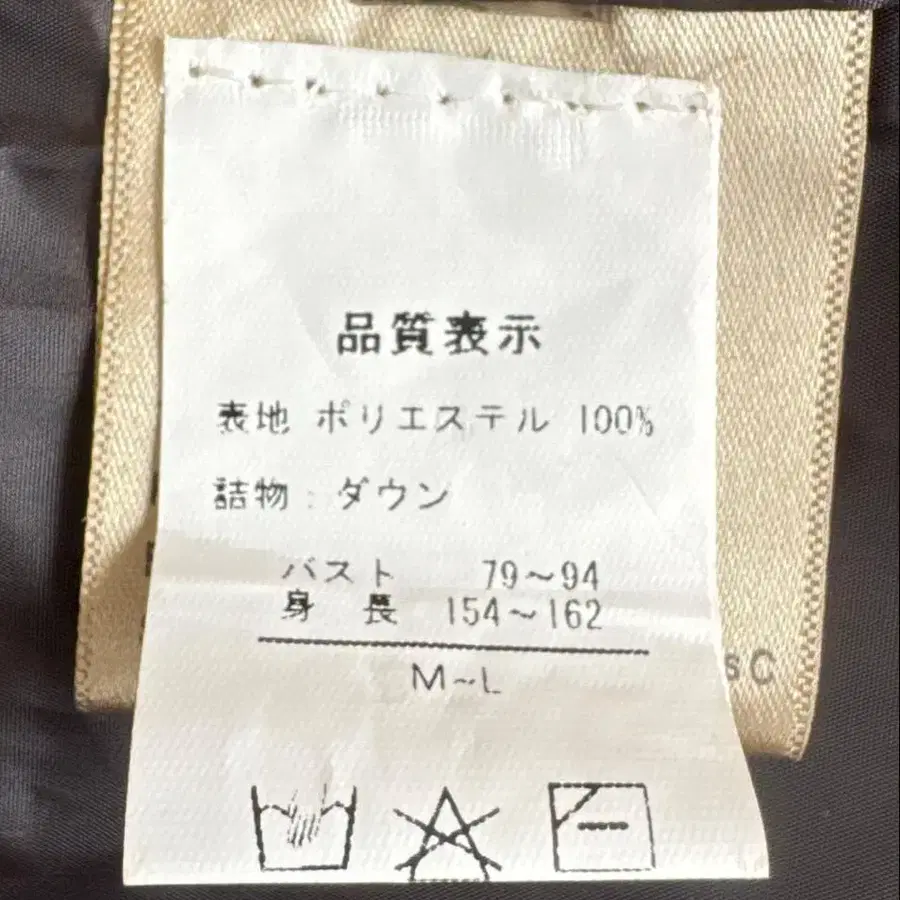 品質表示
表地 ポリエステル 100%
詰物:ダウン
バスト 79~94
身長 154~162
M~L
sC